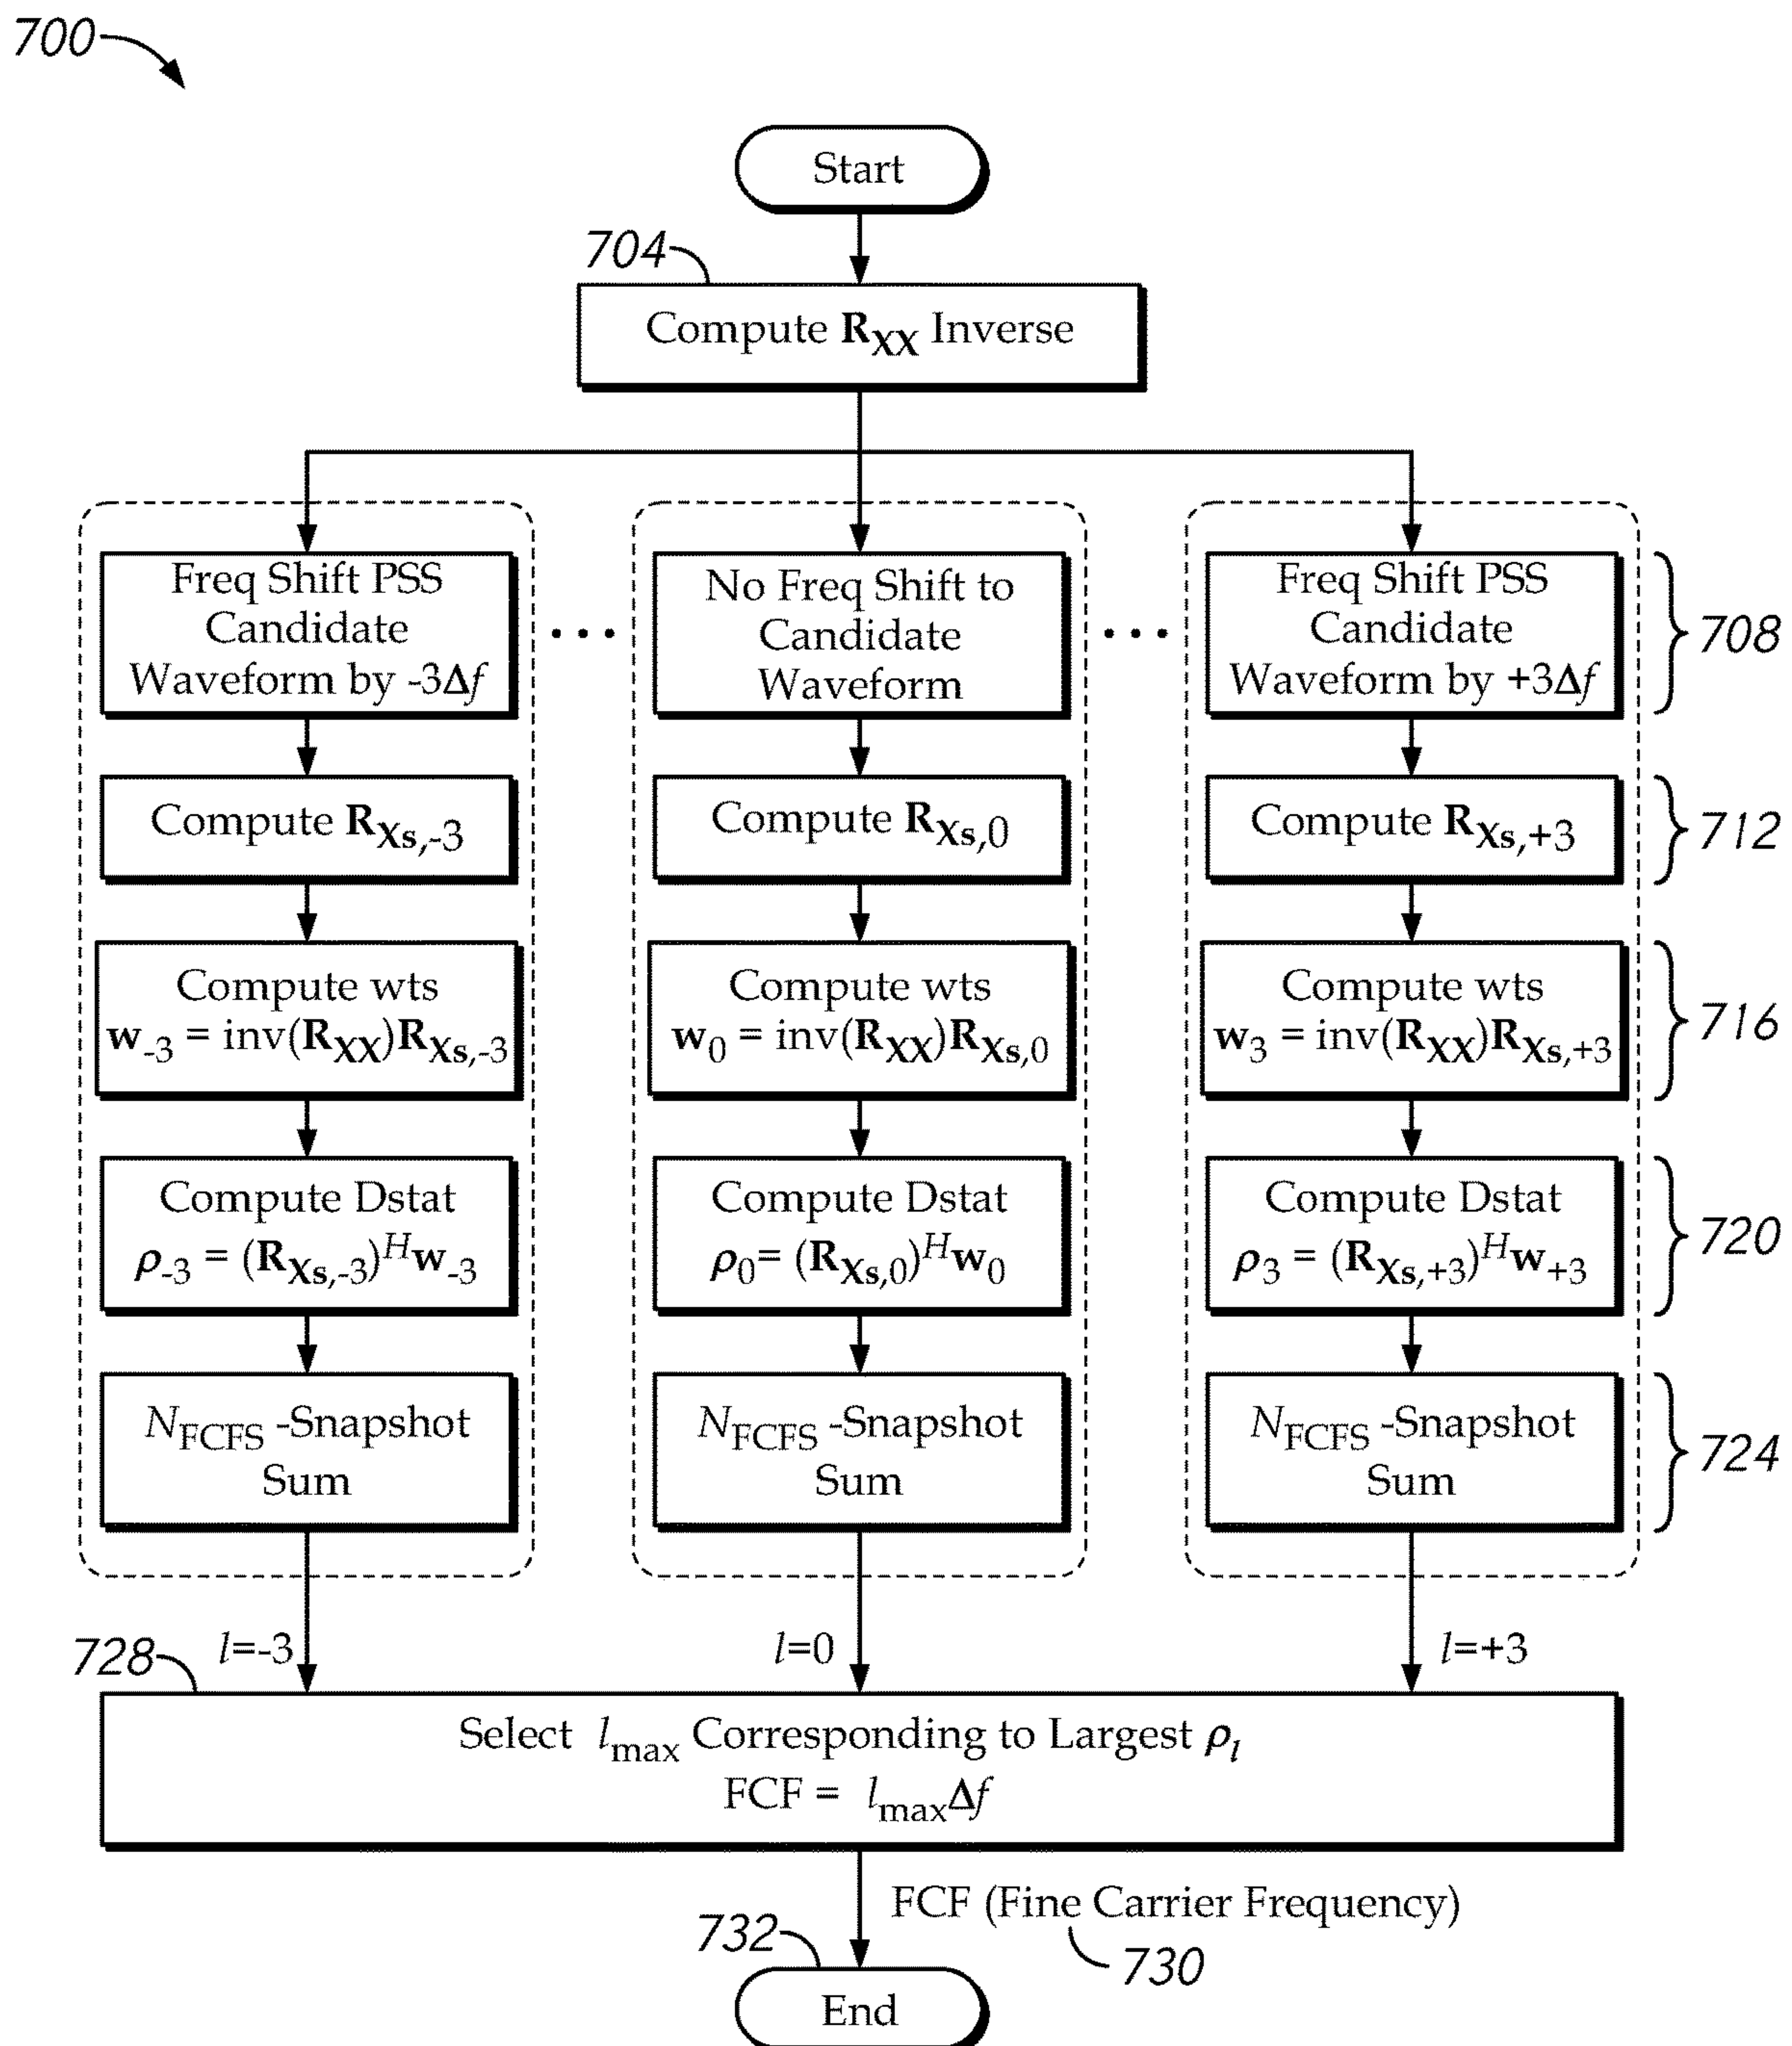 700
Start
704
Compute R_XX Inverse
Freq Shift PSS
Candidate
Waveform by -3Δf
...
No Freq Shift to
Candidate
Waveform
...
Freq Shift PSS
Candidate
Waveform by +3Δf
708
Compute R_Xs,-3
Compute R_Xs,0
Compute R_Xs,+3
712
Compute wts
w_-3 = inv(R_XX)R_Xs,-3
Compute wts
w_0 = inv(R_XX)R_Xs,0
Compute wts
w_3 = inv(R_XX)R_Xs,+3
716
Compute Dstat
ρ_-3 = (R_Xs,-3)^H w_-3
Compute Dstat
ρ_0= (R_Xs,0)^H w_0
Compute Dstat
ρ_3 = (R_Xs,+3)^H w_+3
720
N_FCFS -Snapshot
Sum
N_FCFS -Snapshot
Sum
N_FCFS -Snapshot
Sum
724
728
l=-3
l=0
l=+3
Select l_max Corresponding to Largest ρ_l
FCF = l_max Δf
FCF (Fine Carrier Frequency)
730
732
End